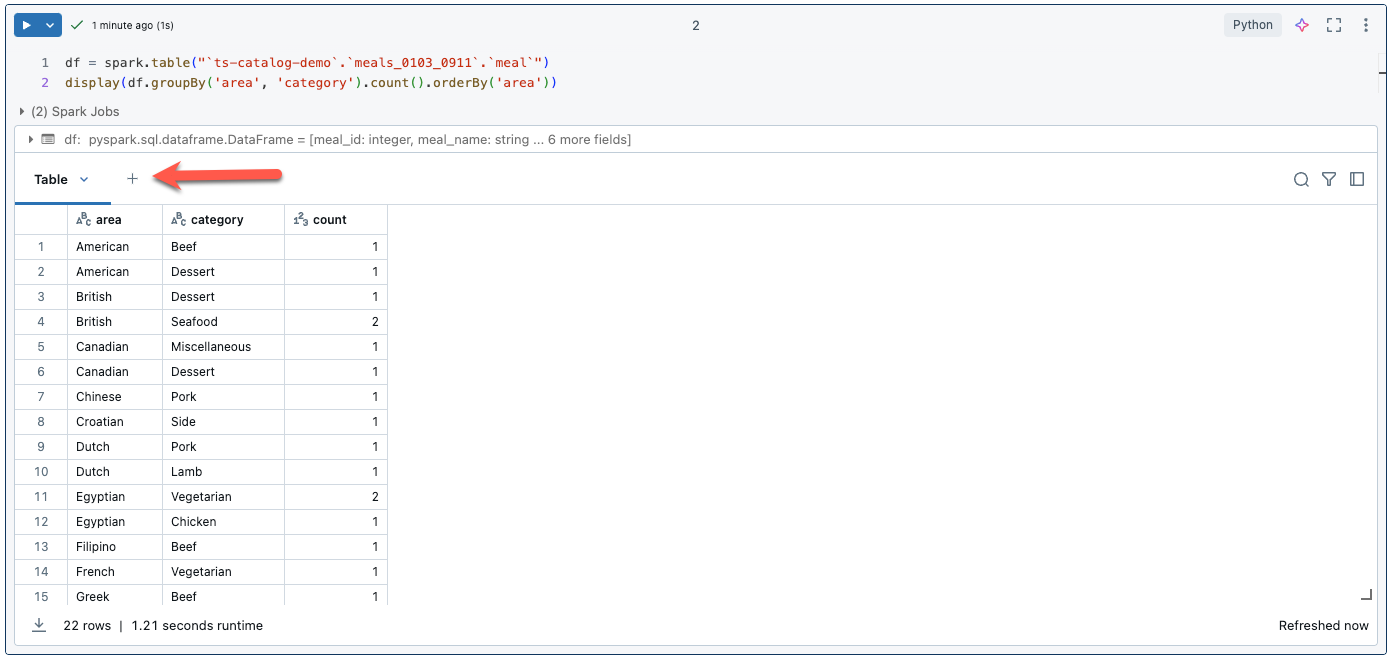 1 minute ago (1s)
2
Python
1 df = spark.table("`ts-catalog-demo`.`meals_0103_0911`.`meal`")
2 display(df.groupBy('area', 'category').count().orderBy('area'))
(2) Spark Jobs
df: pyspark.sql.dataframe.DataFrame = [meal_id: integer, meal_name: string ... 6 more fields]
Table
ABC area ABC category 123 count
1 American Beef 1
2 American Dessert 1
3 British Dessert 1
4 British Seafood 2
5 Canadian Miscellaneous 1
6 Canadian Dessert 1
7 Chinese Pork 1
8 Croatian Side 1
9 Dutch Pork 1
10 Dutch Lamb 1
11 Egyptian Vegetarian 2
12 Egyptian Chicken 1
13 Filipino Beef 1
14 French Vegetarian 1
15 Greek Beef 1
22 rows | 1.21 seconds runtime
Refreshed now